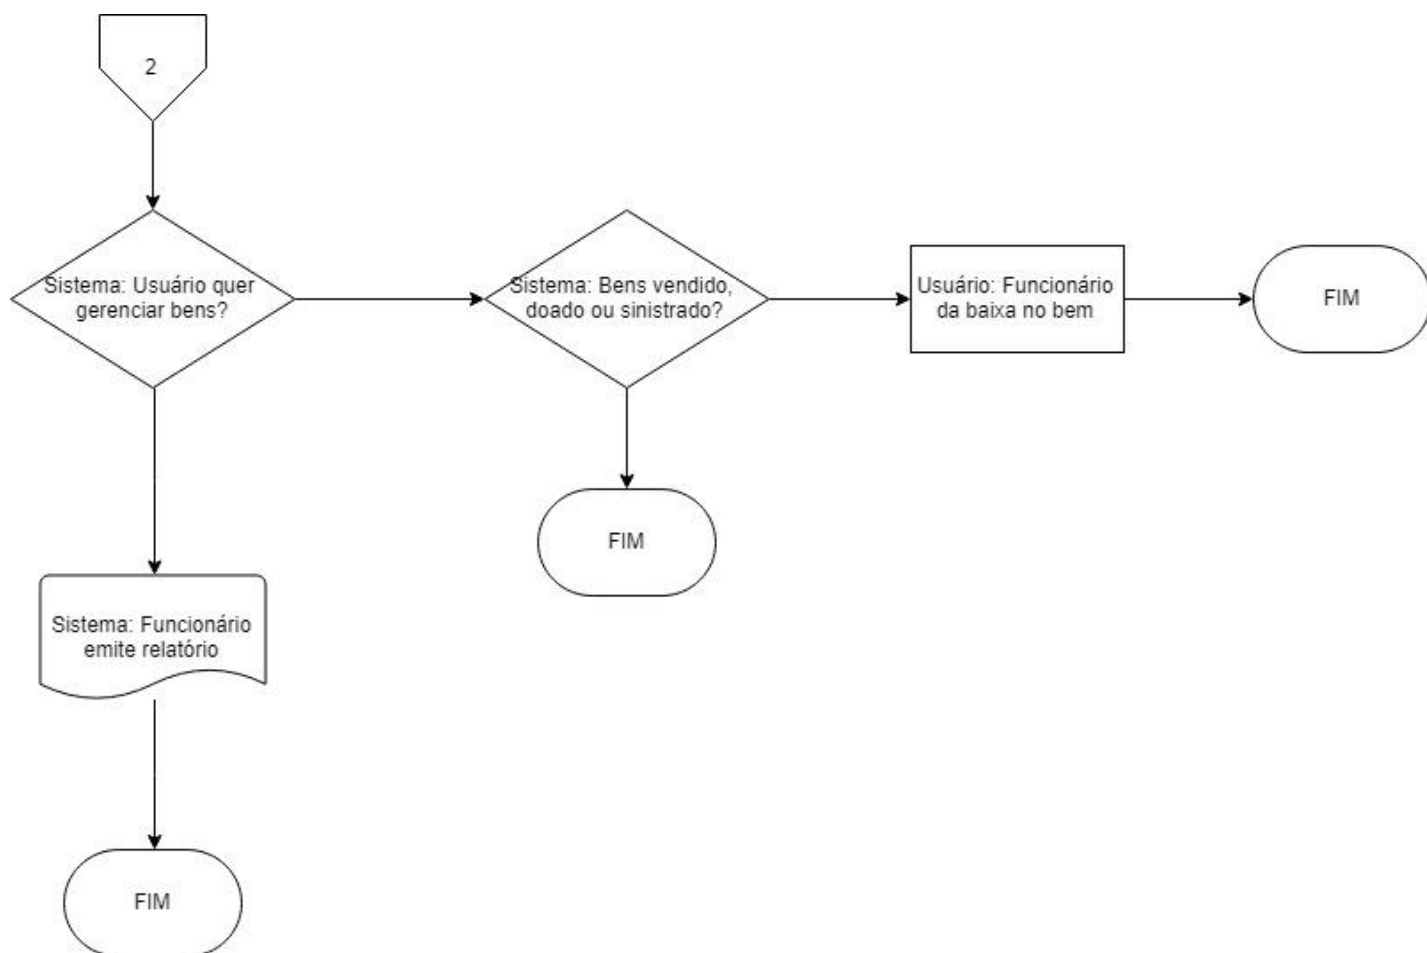 2
Sistema: Usuário quer
gerenciar bens?
Sistema: Bens vendido,
doado ou sinistrado?
Usuário: Funcionário
da baixa no bem
FIM
FIM
Sistema: Funcionário
emite relatório
FIM